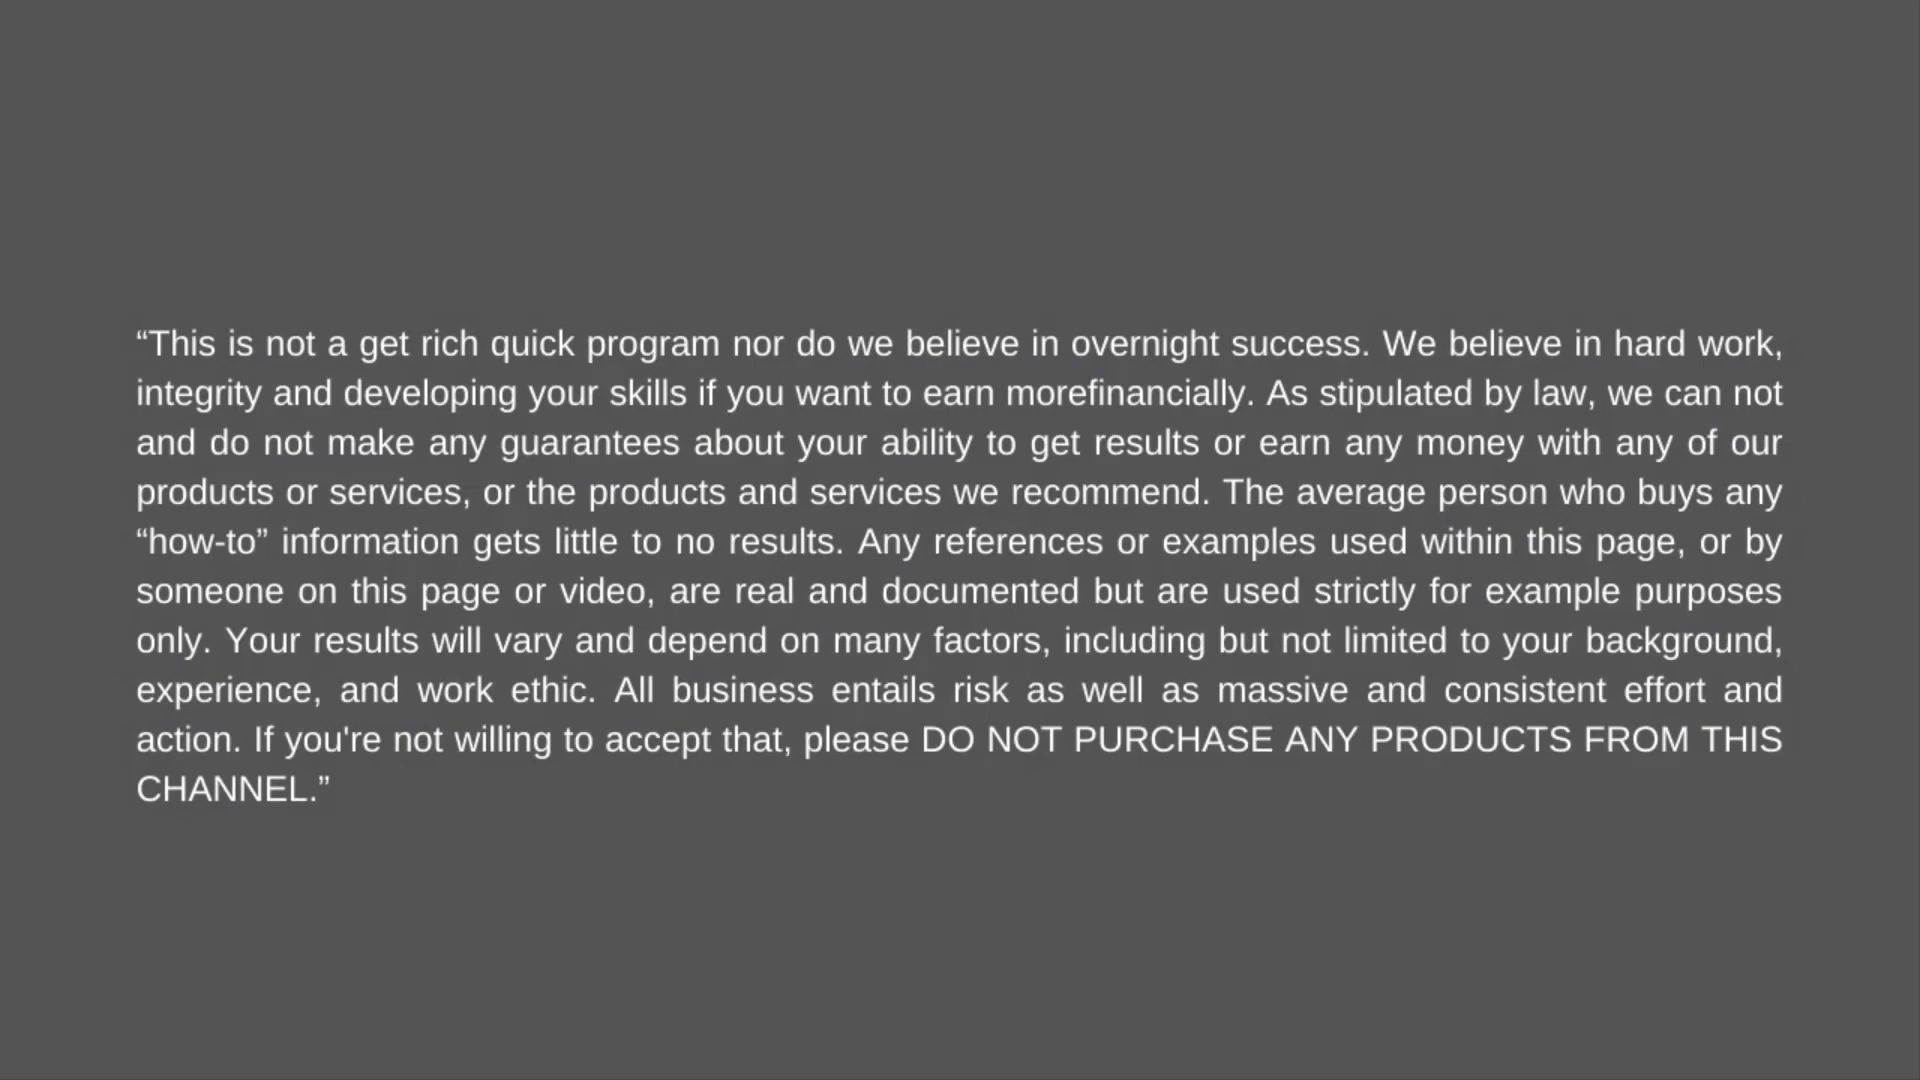 “This is not a get rich quick program nor do we believe in overnight success. We believe in hard work,
integrity and developing your skills if you want to earn morefinancially. As stipulated by law, we can not
and do not make any guarantees about your ability to get results or earn any money with any of our
products or services, or the products and services we recommend. The average person who buys any
“how-to” information gets little to no results. Any references or examples used within this page, or by
someone on this page or video, are real and documented but are used strictly for example purposes
only. Your results will vary and depend on many factors, including but not limited to your background,
experience, and work ethic. All business entails risk as well as massive and consistent effort and
action. If you're not willing to accept that, please DO NOT PURCHASE ANY PRODUCTS FROM THIS
CHANNEL.”